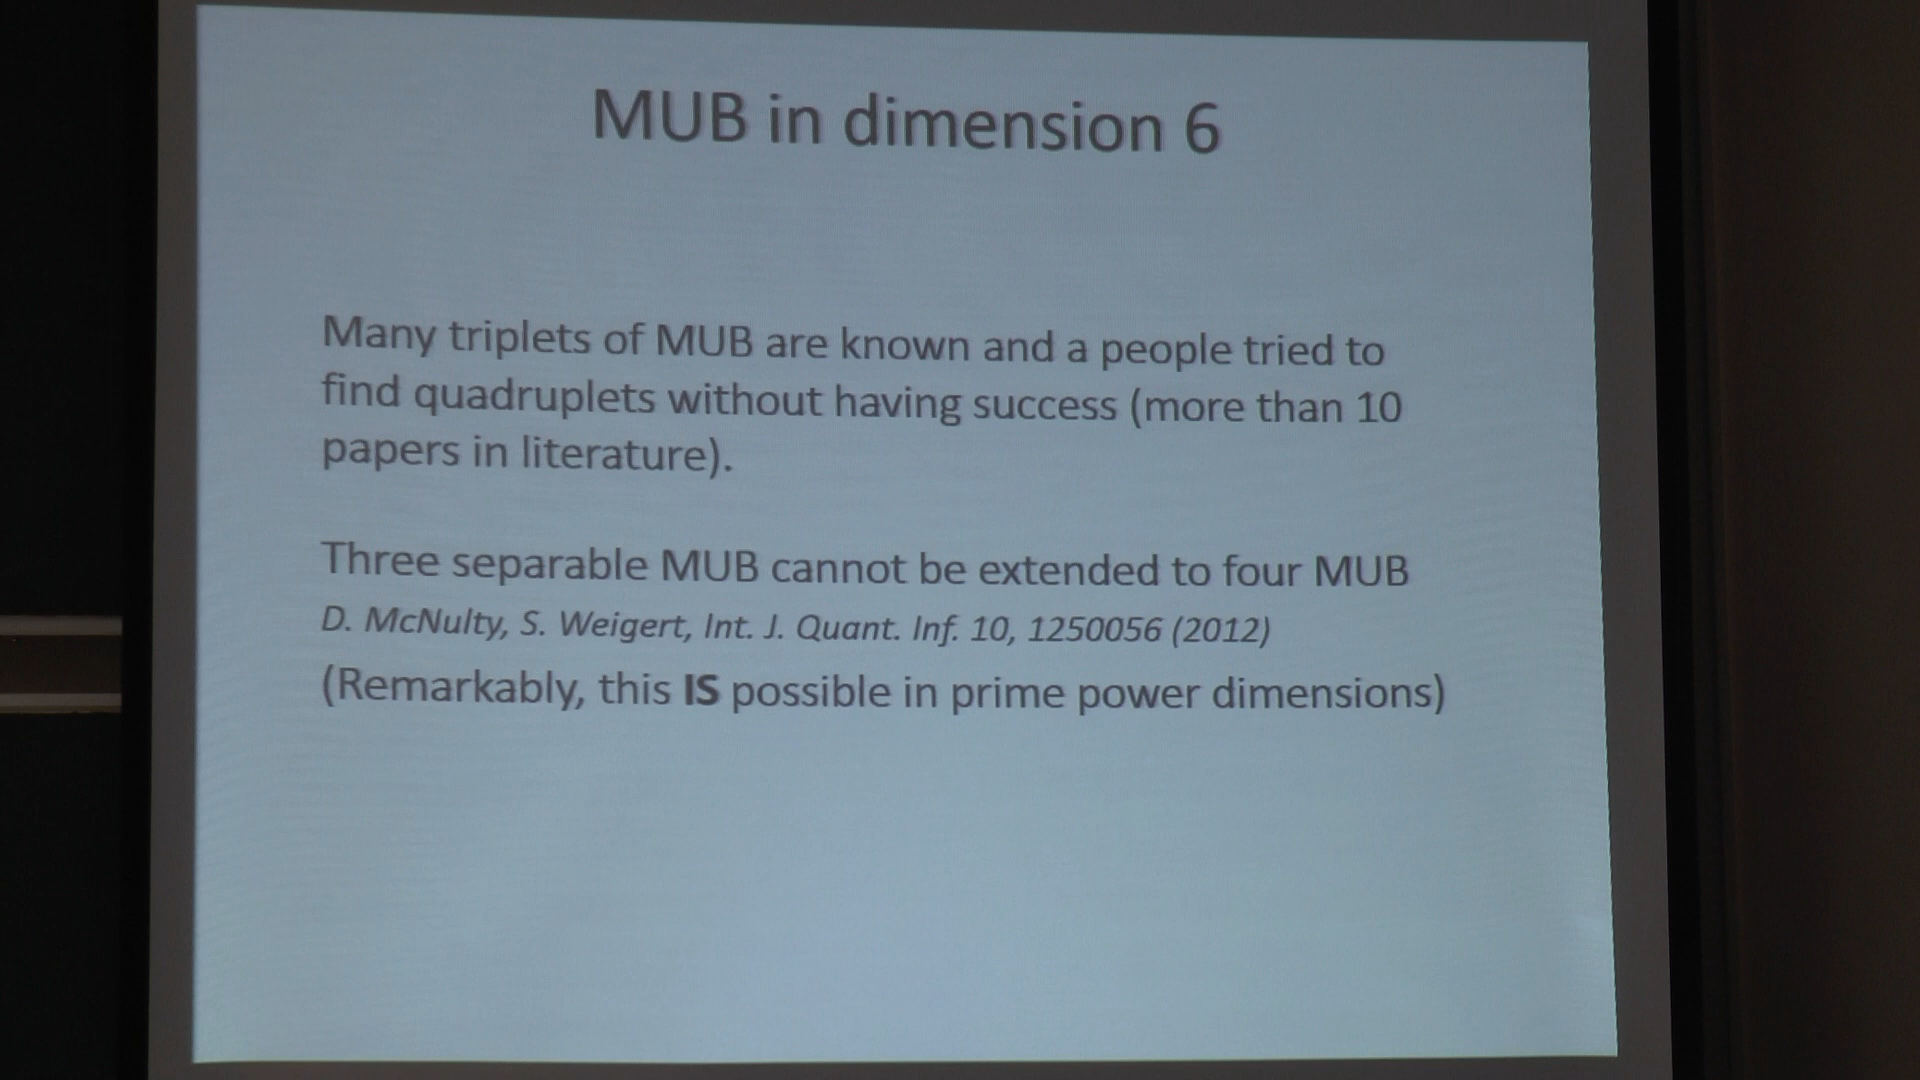 MUB in dimension 6
Many triplets of MUB are known and a people tried to
find quadruplets without having success (more than 10
papers in literature).
Three separable MUB cannot be extended to four MUB
D. McNulty, S. Weigert, Int. J. Quant. Inf. 10, 1250056 (2012)
(Remarkably, this IS possible in prime power dimensions)